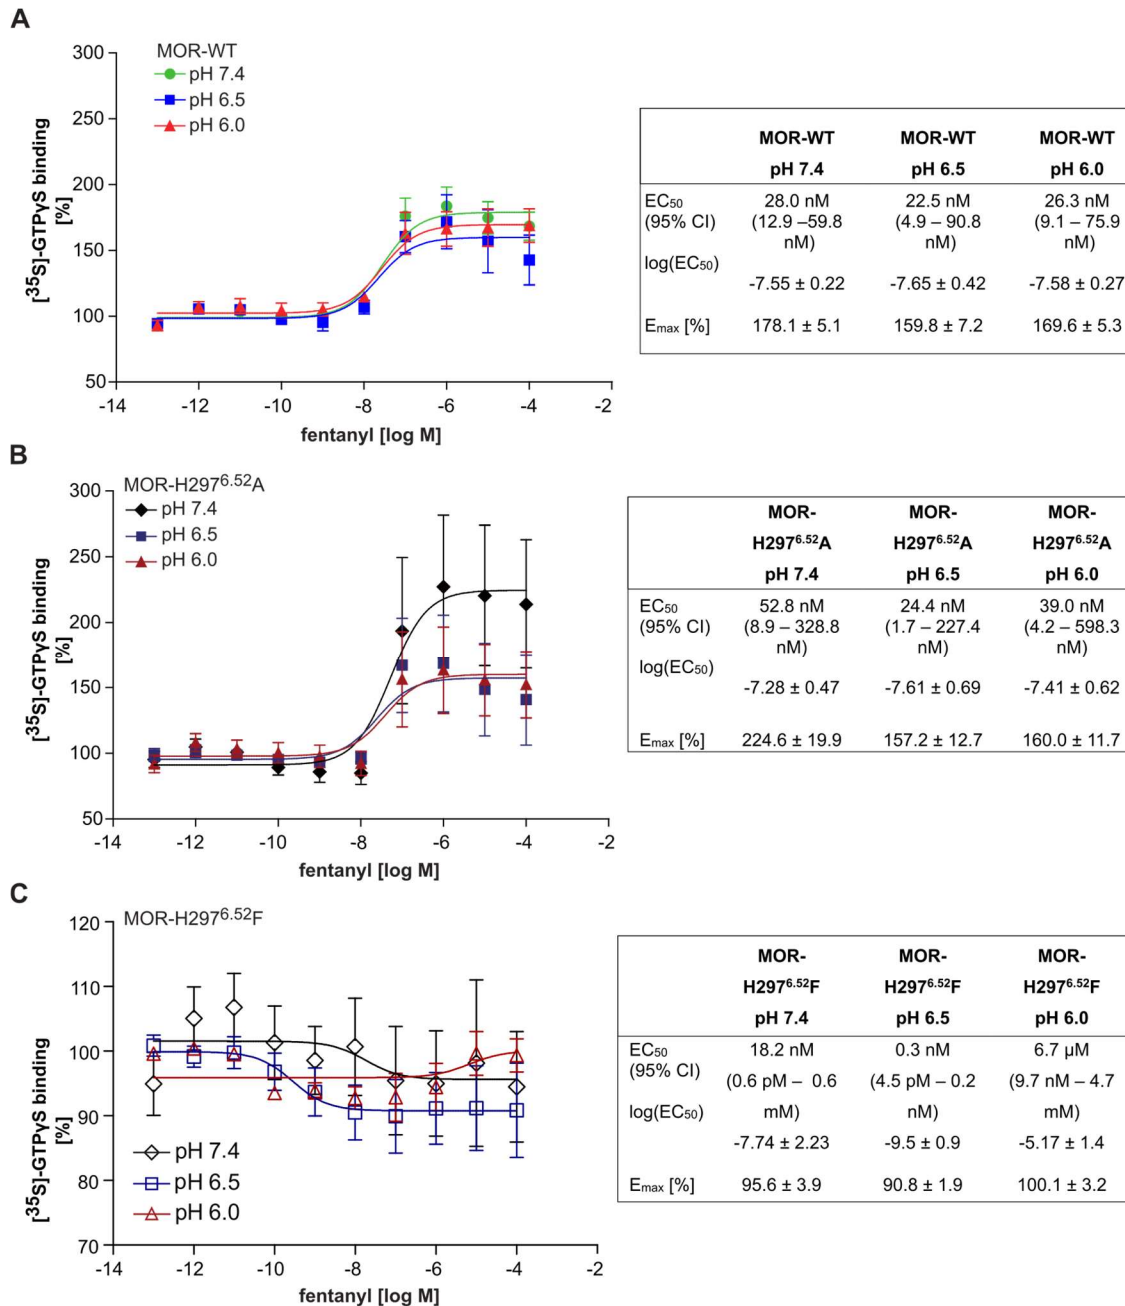 A
MOR-WT
pH 7.4
pH 6.5
pH 6.0
[³⁵S]-GTPγS binding
[%]
300
250
200
150
100
50
-14
-12
-10
-8
-6
-4
-2
fentanyl [log M]
MOR-WT MOR-WT MOR-WT
pH 7.4 pH 6.5 pH 6.0
EC₅₀ 28.0 nM 22.5 nM 26.3 nM
(95% CI) (12.9 –59.8 (4.9 – 90.8 (9.1 – 75.9
nM) nM) nM)
log(EC₅₀)
-7.55 ± 0.22 -7.65 ± 0.42 -7.58 ± 0.27
Eₘₐₓ [%] 178.1 ± 5.1 159.8 ± 7.2 169.6 ± 5.3
B
MOR-H297⁶·⁵²A
pH 7.4
pH 6.5
pH 6.0
[³⁵S]-GTPγS binding
[%]
300
250
200
150
100
50
-14
-12
-10
-8
-6
-4
-2
fentanyl [log M]
MOR- MOR- MOR-
H297⁶·⁵²A H297⁶·⁵²A H297⁶·⁵²A
pH 7.4 pH 6.5 pH 6.0
EC₅₀ 52.8 nM 24.4 nM 39.0 nM
(95% CI) (8.9 – 328.8 (1.7 – 227.4 (4.2 – 598.3
nM) nM) nM)
log(EC₅₀)
-7.28 ± 0.47 -7.61 ± 0.69 -7.41 ± 0.62
Eₘₐₓ [%] 224.6 ± 19.9 157.2 ± 12.7 160.0 ± 11.7
C
MOR-H297⁶·⁵²F
pH 7.4
pH 6.5
pH 6.0
[³⁵S]-GTPγS binding
[%]
120
110
100
90
80
70
-14
-12
-10
-8
-6
-4
-2
fentanyl [log M]
MOR- MOR- MOR-
H297⁶·⁵²F H297⁶·⁵²F H297⁶·⁵²F
pH 7.4 pH 6.5 pH 6.0
EC₅₀ 18.2 nM 0.3 nM 6.7 µM
(95% CI)
(0.6 pM – 0.6 (4.5 pM – 0.2 (9.7 nM – 4.7
log(EC₅₀) mM) nM) mM)
-7.74 ± 2.23 -9.5 ± 0.9 -5.17 ± 1.4
Eₘₐₓ [%] 95.6 ± 3.9 90.8 ± 1.9 100.1 ± 3.2